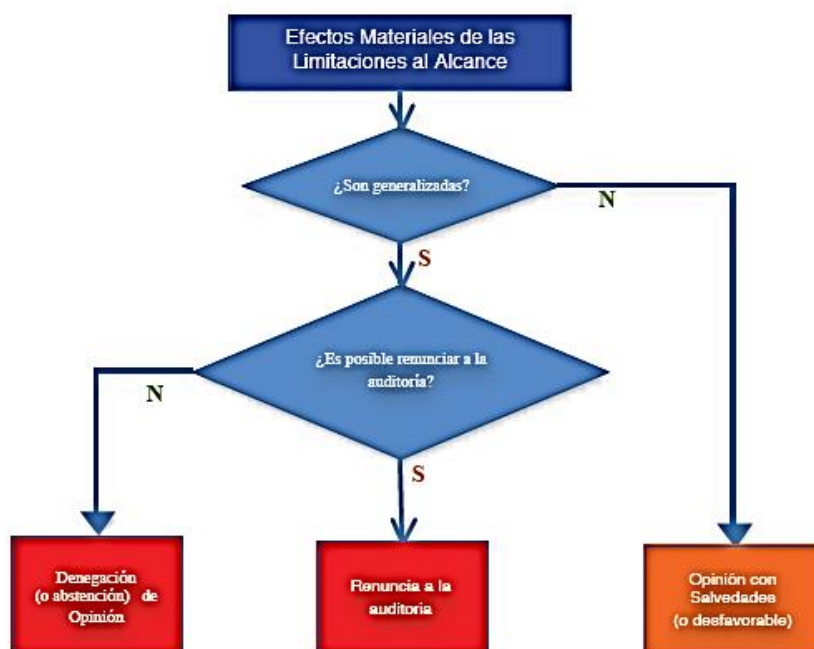 Efectos Materiales de las
Limitaciones al Alcance
¿Son generalizadas?
N
S
¿Es posible renunciar a la
auditoría?
N
S
Denegación
(o abstención) de
Opinión
Renuncia a la
auditoria
Opinión con
Salvedades
(o desfavorable)